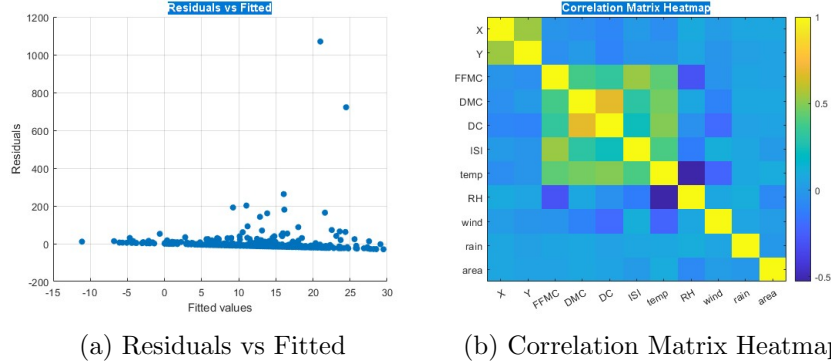 Residuals vs Fitted
1200
1000
800
600
400
200
0
-200
Residuals
-15
-10
-5
0
5
10
15
20
25
30
Fitted values
(a) Residuals vs Fitted
Correlation Matrix Heatmap
X
Y
FFMC
DMC
DC
ISI
temp
RH
wind
rain
area
X
Y
FFMC
DMC
DC
ISI
temp
RH
wind
rain
area
1
0.5
0
-0.5
(b) Correlation Matrix Heatmap